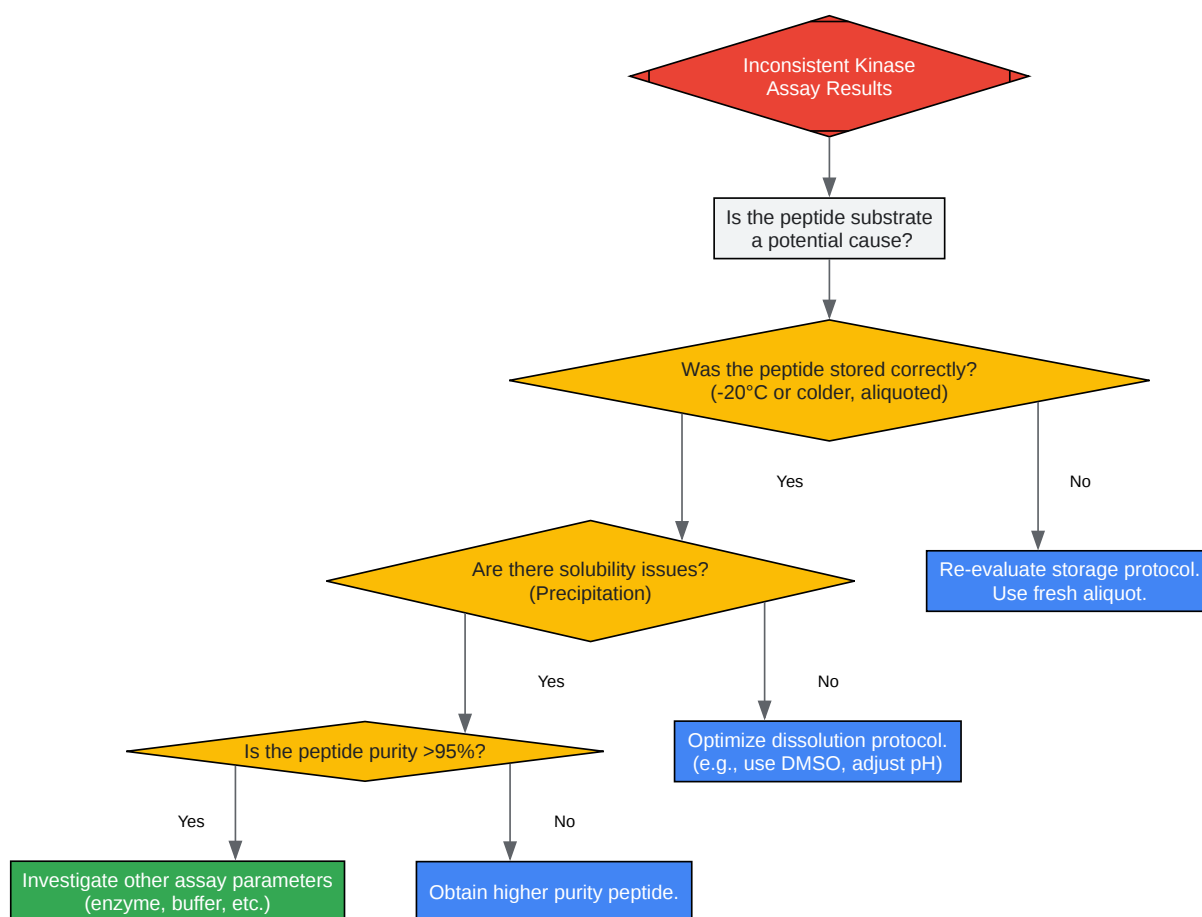 Inconsistent Kinase
Assay Results
Is the peptide substrate
a potential cause?
Was the peptide stored correctly?
(-20°C or colder, aliquoted)
Yes
No
Are there solubility issues?
(Precipitation)
Re-evaluate storage protocol.
Use fresh aliquot.
Yes
No
Is the peptide purity >95%?
Optimize dissolution protocol.
(e.g., use DMSO, adjust pH)
Yes
No
Investigate other assay parameters
(enzyme, buffer, etc.)
Obtain higher purity peptide.